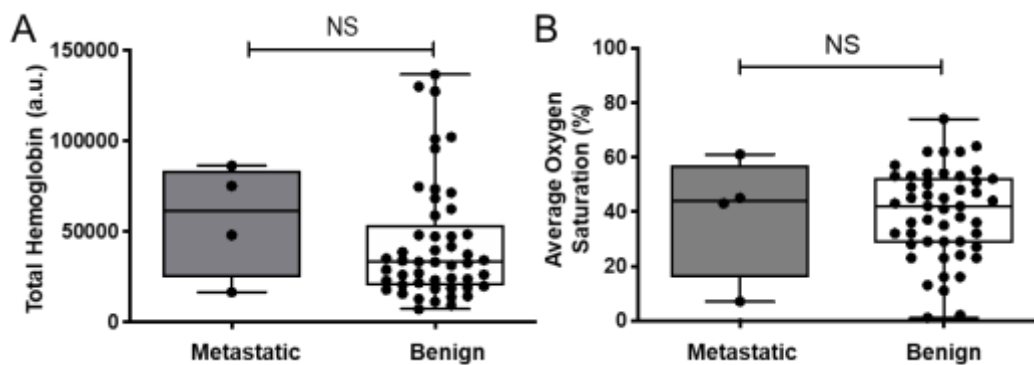 A
NS
Total Hemoglobin (a.u.)
150000
100000
50000
0
Metastatic
Benign
B
NS
Average Oxygen
Saturation (%)
100
80
60
40
20
0
Metastatic
Benign